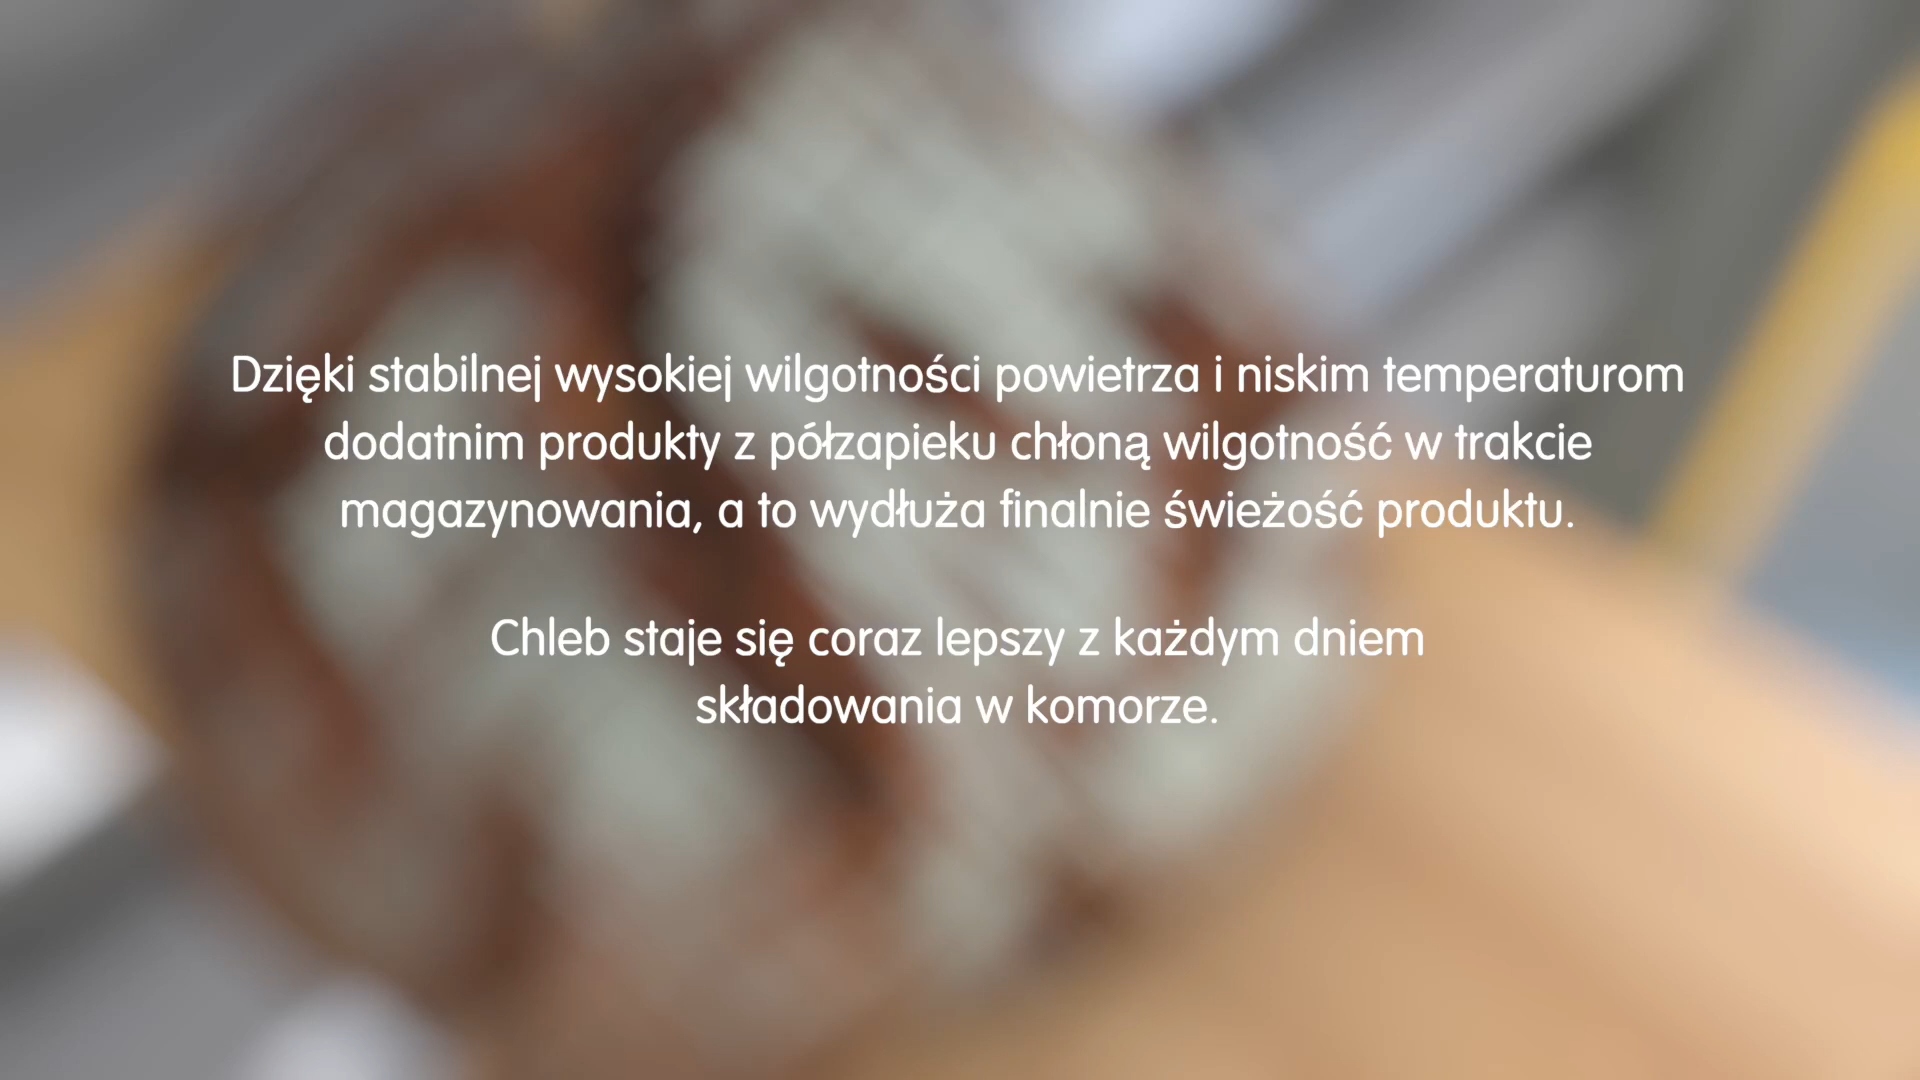 Dzięki stabilnej wysokiej wilgotności powietrza i niskim temperaturom
dodatnim produkty z półzapieku chłoną wilgotność w trakcie
magazynowania, a to wydłuża finalnie świeżość produktu.
Chleb staje się coraz lepszy z każdym dniem
składowania w komorze.